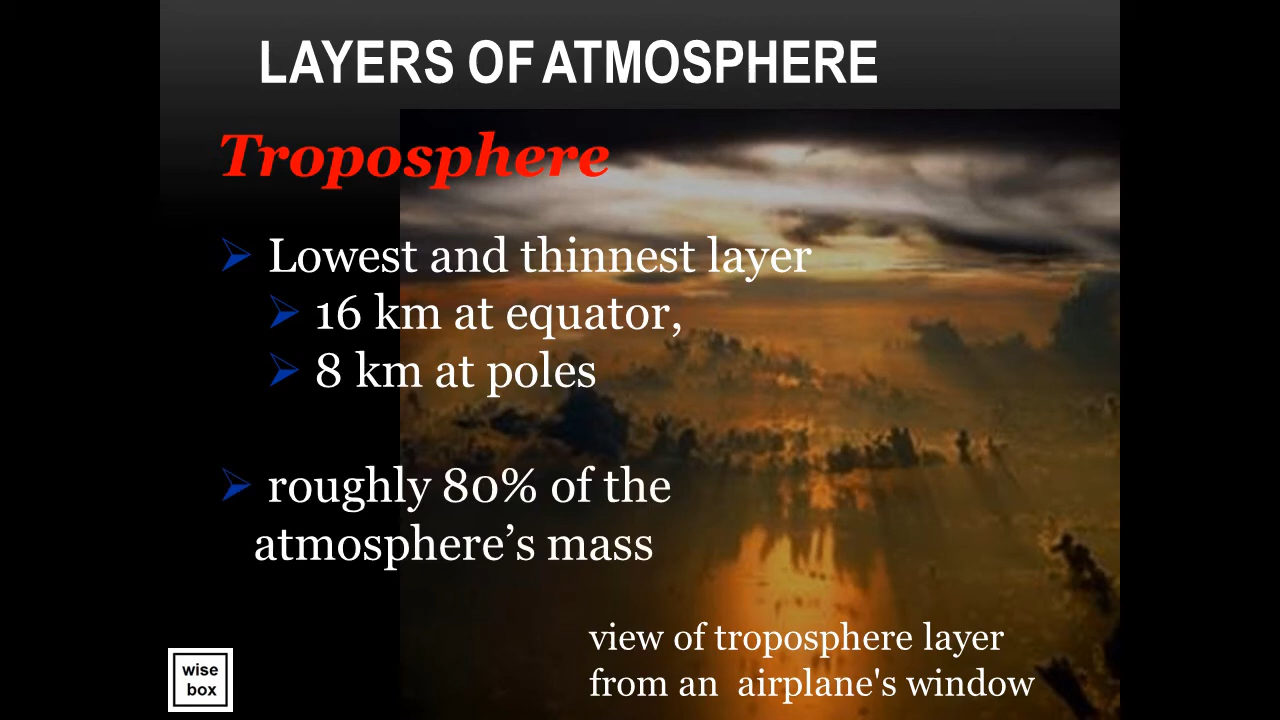 LAYERS OF ATMOSPHERE
Troposphere
Lowest and thinnest layer
16 km at equator,
8 km at poles
roughly 80% of the
atmosphere’s mass
view of troposphere layer
from an airplane's window
wise
box